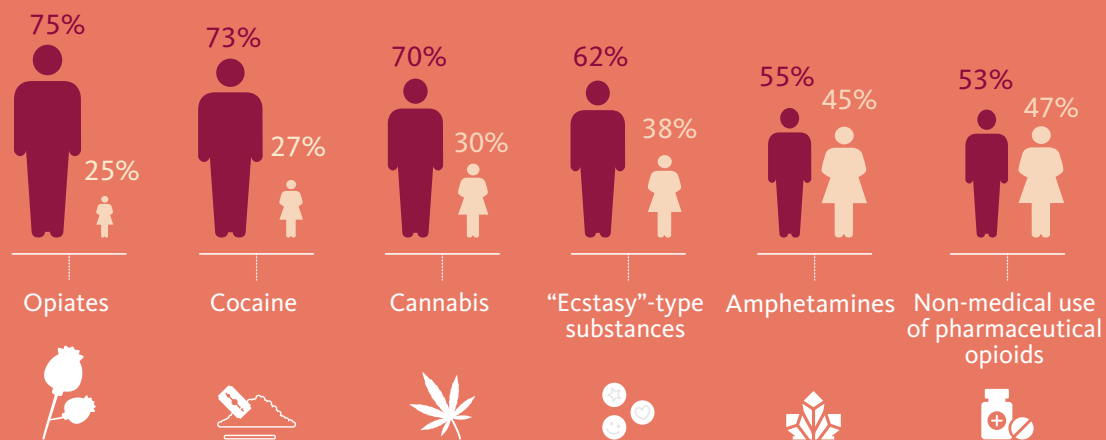 75%
25%
73%
27%
70%
30%
62%
38%
55%
45%
53%
47%
Opiates
Cocaine
Cannabis
“Ecstasy”-type
substances
Amphetamines
Non-medical use
of pharmaceutical
opioids